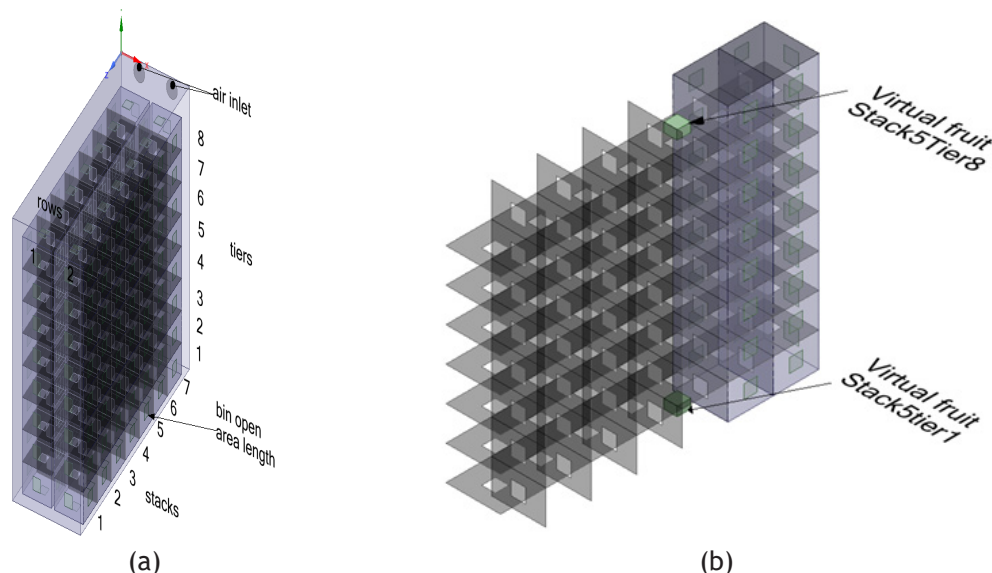 z
air inlet
8
7
6
5
4
3
2
1
tiers
rows
1
2
7
6
5
4
3
2
1
stacks
bin open
area length
(a)
Virtual fruit
Stack5Tier8
Virtual fruit
Stack5tier1
(b)